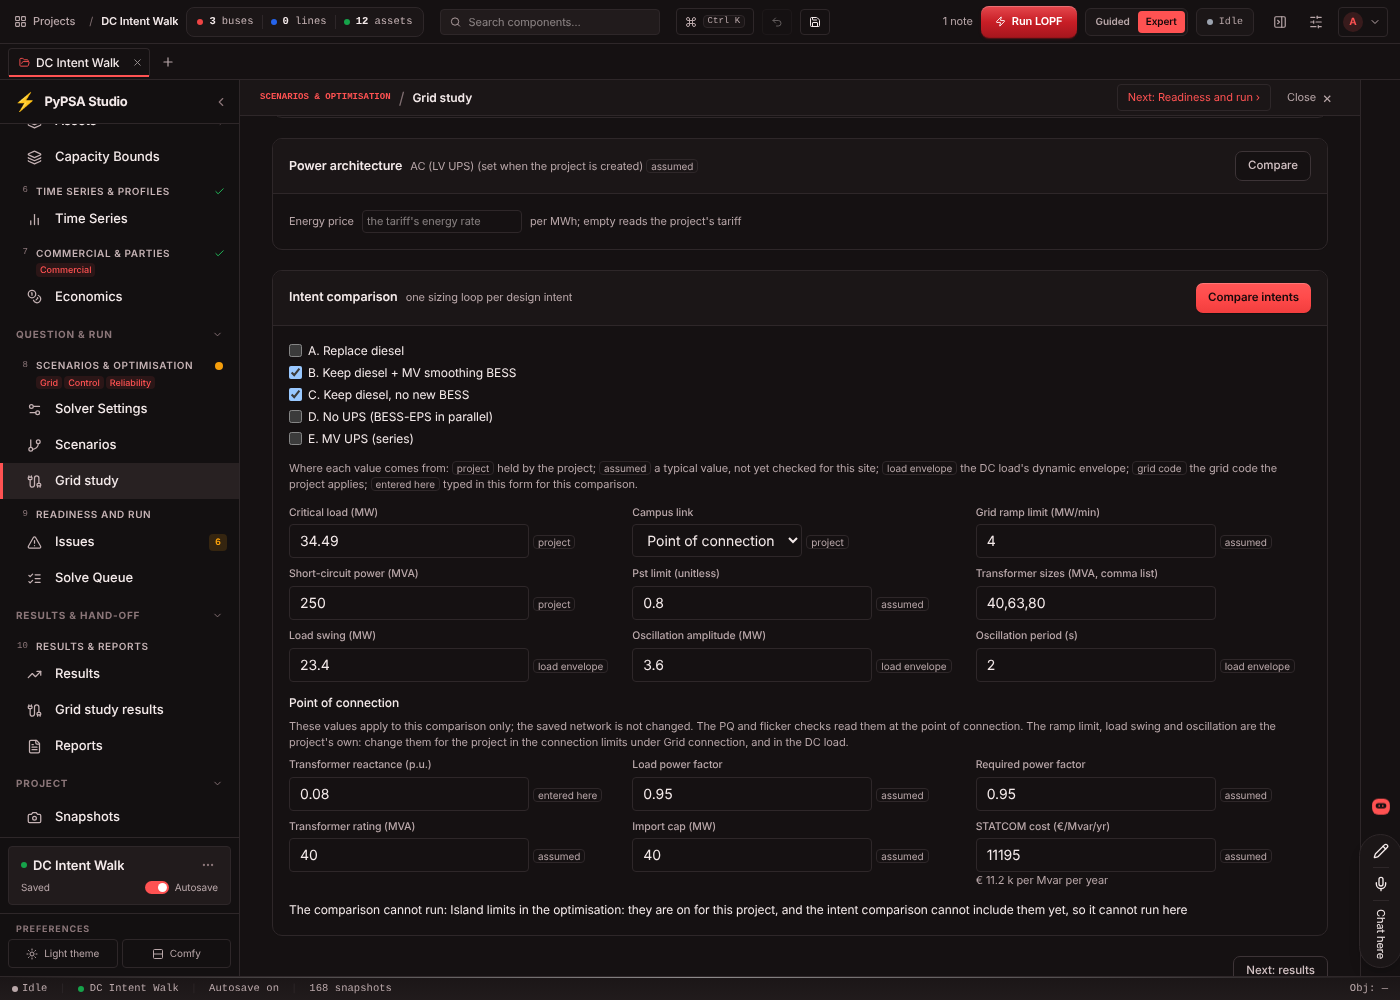 Projects / DC Intent Walk
3 buses 0 lines 12 assets
Search components...
⌘ Ctrl K
1 note
Run LOPF
Guided Expert
Idle
A
DC Intent Walk ×
+
PyPSA Studio
SCENARIOS & OPTIMISATION / Grid study
Next: Readiness and run ›
Close ×
Capacity Bounds
6 TIME SERIES & PROFILES
Time Series
7 COMMERCIAL & PARTIES
Commercial
Economics
QUESTION & RUN
8 SCENARIOS & OPTIMISATION
Grid Control Reliability
Solver Settings
Scenarios
Grid study
9 READINESS AND RUN
Issues 6
Solve Queue
RESULTS & HAND-OFF
10 RESULTS & REPORTS
Results
Grid study results
Reports
PROJECT
Snapshots
DC Intent Walk ...
Saved Autosave
PREFERENCES
Light theme Comfy
Power architecture AC (LV UPS) (set when the project is created) assumed
Compare
Energy price the tariff's energy rate per MWh; empty reads the project's tariff
Intent comparison one sizing loop per design intent
Compare intents
A. Replace diesel
B. Keep diesel + MV smoothing BESS
C. Keep diesel, no new BESS
D. No UPS (BESS-EPS in parallel)
E. MV UPS (series)
Where each value comes from: project held by the project; assumed a typical value, not yet checked for this site; load envelope the DC load's dynamic envelope; grid code the grid code the
project applies; entered here typed in this form for this comparison.
Critical load (MW) Campus link Grid ramp limit (MW/min)
34.49 project Point of connection project 4 assumed
Short-circuit power (MVA) Pst limit (unitless) Transformer sizes (MVA, comma list)
250 project 0.8 assumed 40,63,80
Load swing (MW) Oscillation amplitude (MW) Oscillation period (s)
23.4 load envelope 3.6 load envelope 2 load envelope
Point of connection
These values apply to this comparison only; the saved network is not changed. The PQ and flicker checks read them at the point of connection. The ramp limit, load swing and oscillation are the
project's own: change them for the project in the connection limits under Grid connection, and in the DC load.
Transformer reactance (p.u.) Load power factor Required power factor
0.08 entered here 0.95 assumed 0.95 assumed
Transformer rating (MVA) Import cap (MW) STATCOM cost (€/Mvar/yr)
40 assumed 40 assumed 11195 assumed
€ 11.2 k per Mvar per year
The comparison cannot run: Island limits in the optimisation: they are on for this project, and the intent comparison cannot include them yet, so it cannot run here
Next: results
Chat here
Idle DC Intent Walk Autosave on 168 snapshots
Obj: —